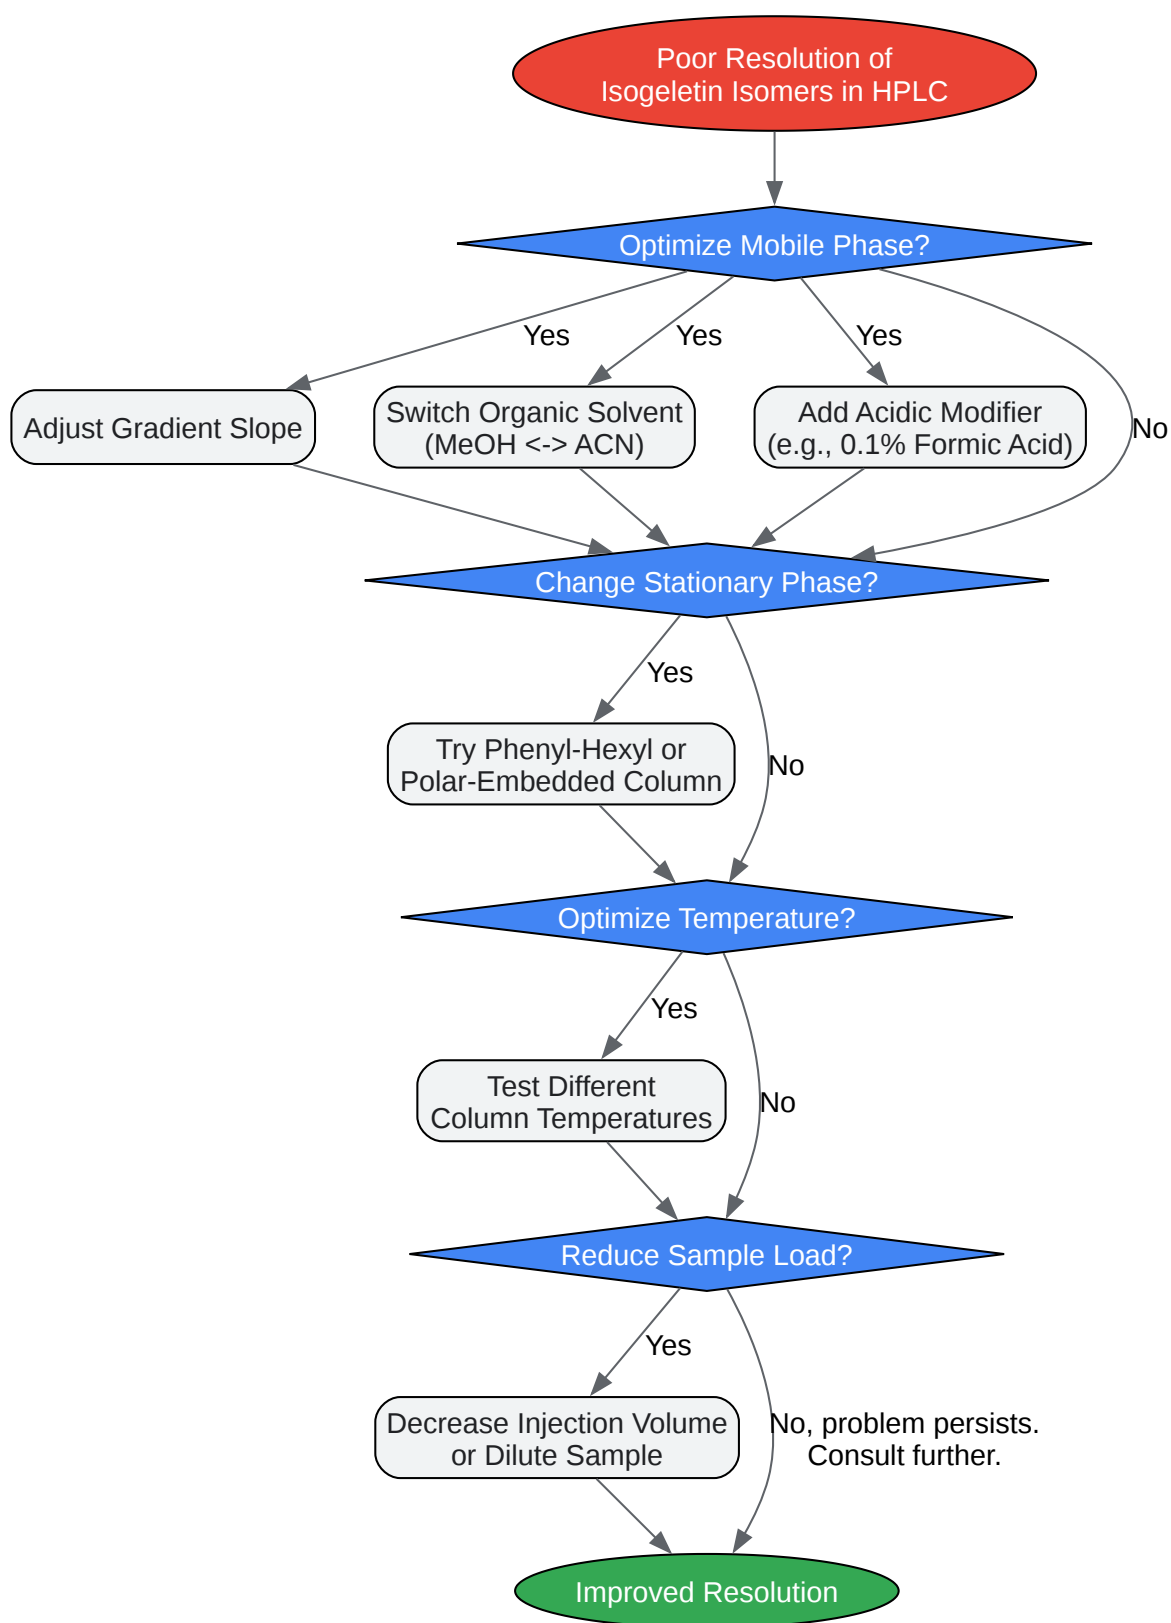 Poor Resolution of
Isogeletin Isomers in HPLC
Optimize Mobile Phase?
Yes
Yes
Yes
Adjust Gradient Slope
Switch Organic Solvent
(MeOH <-> ACN)
Add Acidic Modifier
(e.g., 0.1% Formic Acid)
No
Change Stationary Phase?
Yes
Try Phenyl-Hexyl or
Polar-Embedded Column
No
Optimize Temperature?
Yes
Test Different
Column Temperatures
No
Reduce Sample Load?
Yes
Decrease Injection Volume
or Dilute Sample
No, problem persists.
Consult further.
Improved Resolution